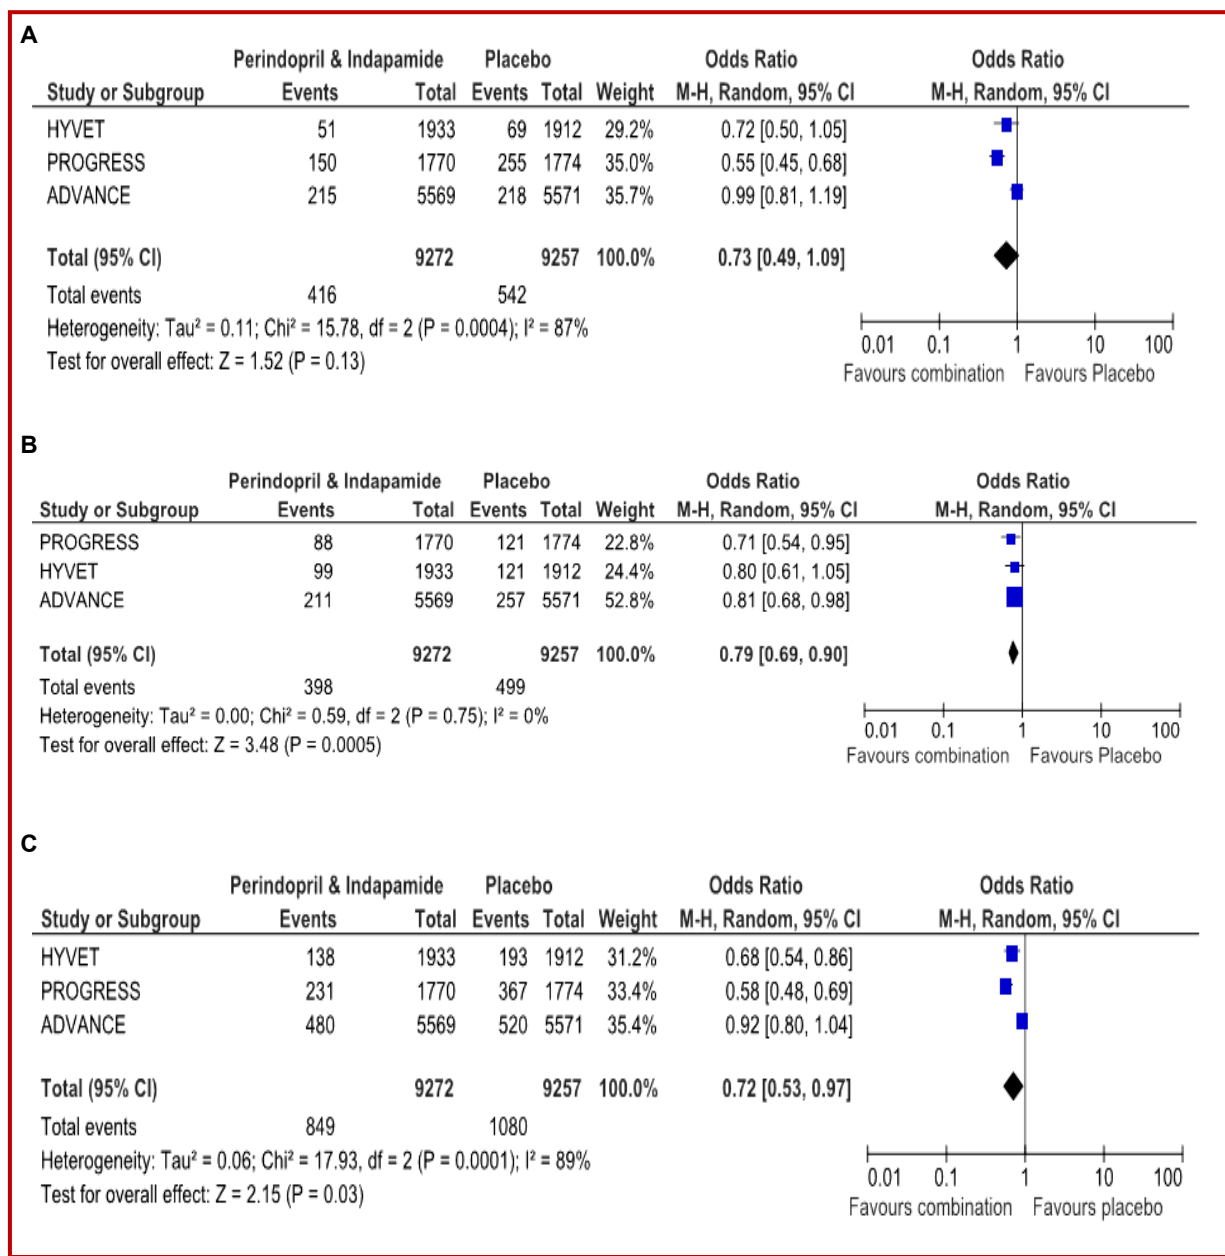 A
Perindopril & Indapamide Placebo Odds Ratio Odds Ratio
Study or Subgroup Events Total Events Total Weight M-H, Random, 95% CI M-H, Random, 95% CI
HYVET 51 1933 69 1912 29.2% 0.72 [0.50, 1.05]
PROGRESS 150 1770 255 1774 35.0% 0.55 [0.45, 0.68]
ADVANCE 215 5569 218 5571 35.7% 0.99 [0.81, 1.19]
Total (95% CI) 9272 9257 100.0% 0.73 [0.49, 1.09]
Total events 416 542
Heterogeneity: Tau² = 0.11; Chi² = 15.78, df = 2 (P = 0.0004); I² = 87%
Test for overall effect: Z = 1.52 (P = 0.13)
0.01 0.1 1 10 100
Favours combination Favours Placebo
B
Perindopril & Indapamide Placebo Odds Ratio Odds Ratio
Study or Subgroup Events Total Events Total Weight M-H, Random, 95% CI M-H, Random, 95% CI
PROGRESS 88 1770 121 1774 22.8% 0.71 [0.54, 0.95]
HYVET 99 1933 121 1912 24.4% 0.80 [0.61, 1.05]
ADVANCE 211 5569 257 5571 52.8% 0.81 [0.68, 0.98]
Total (95% CI) 9272 9257 100.0% 0.79 [0.69, 0.90]
Total events 398 499
Heterogeneity: Tau² = 0.00; Chi² = 0.59, df = 2 (P = 0.75); I² = 0%
Test for overall effect: Z = 3.48 (P = 0.0005)
0.01 0.1 1 10 100
Favours combination Favours Placebo
C
Perindopril & Indapamide Placebo Odds Ratio Odds Ratio
Study or Subgroup Events Total Events Total Weight M-H, Random, 95% CI M-H, Random, 95% CI
HYVET 138 1933 193 1912 31.2% 0.68 [0.54, 0.86]
PROGRESS 231 1770 367 1774 33.4% 0.58 [0.48, 0.69]
ADVANCE 480 5569 520 5571 35.4% 0.92 [0.80, 1.04]
Total (95% CI) 9272 9257 100.0% 0.72 [0.53, 0.97]
Total events 849 1080
Heterogeneity: Tau² = 0.06; Chi² = 17.93, df = 2 (P = 0.0001); I² = 89%
Test for overall effect: Z = 2.15 (P = 0.03)
0.01 0.1 1 10 100
Favours combination Favours placebo